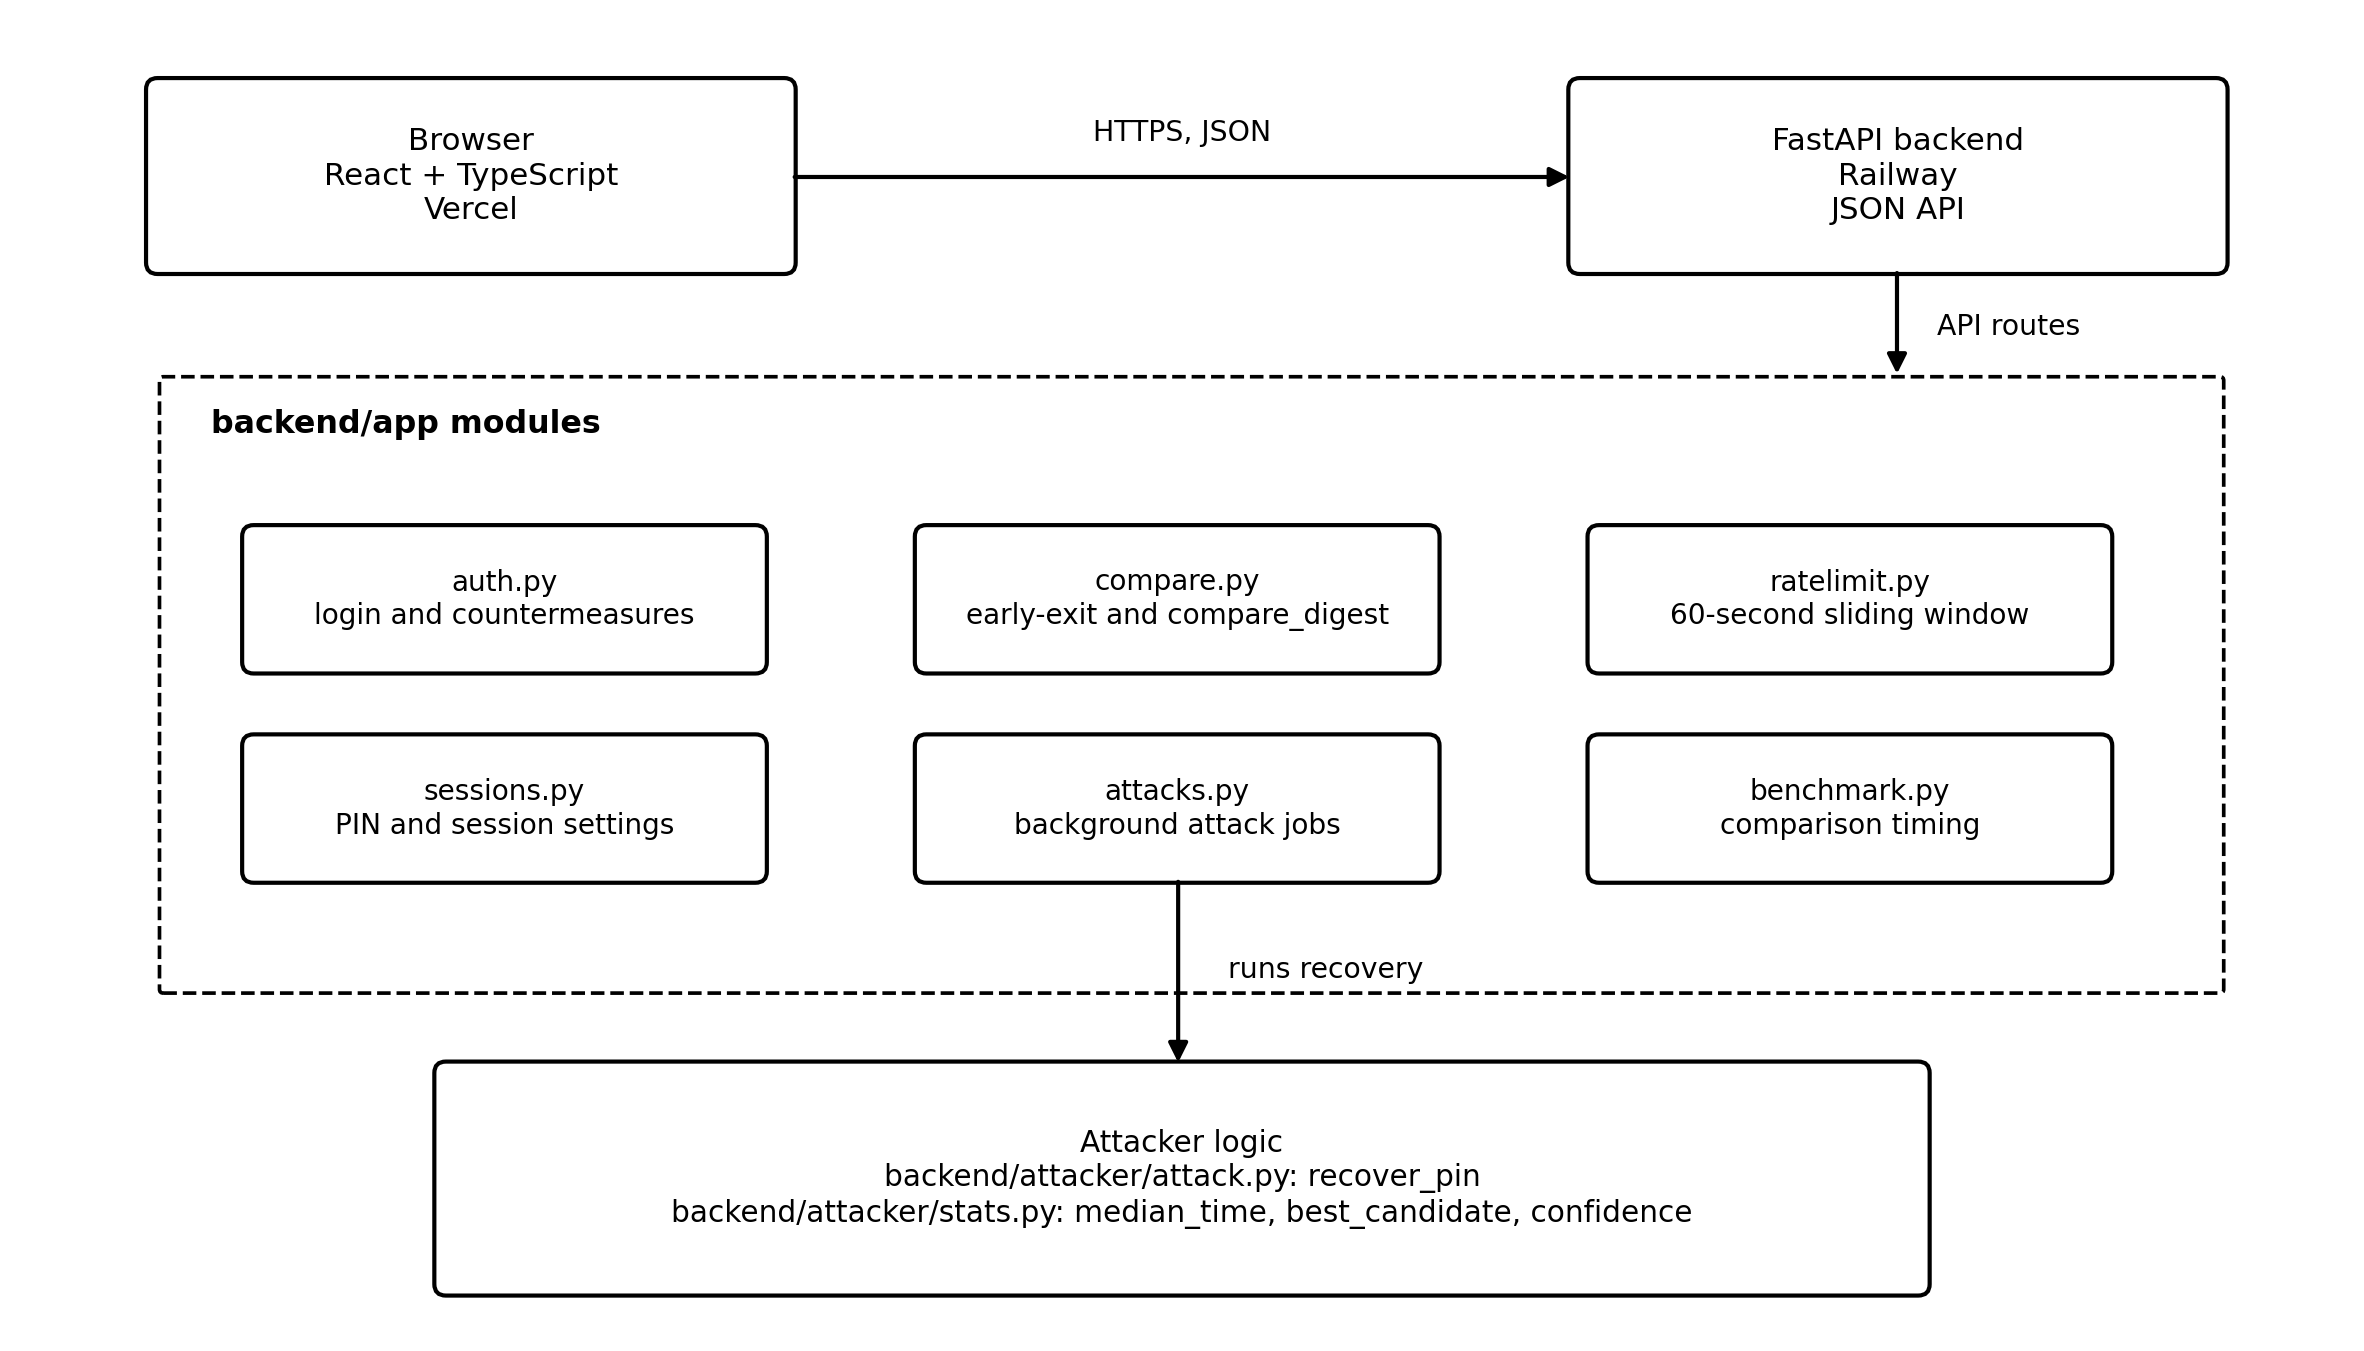 Browser
React + TypeScript
Vercel
HTTPS, JSON
FastAPI backend
Railway
JSON API
API routes
backend/app modules
auth.py
login and countermeasures
compare.py
early-exit and compare_digest
ratelimit.py
60-second sliding window
sessions.py
PIN and session settings
attacks.py
background attack jobs
benchmark.py
comparison timing
runs recovery
Attacker logic
backend/attacker/attack.py: recover_pin
backend/attacker/stats.py: median_time, best_candidate, confidence